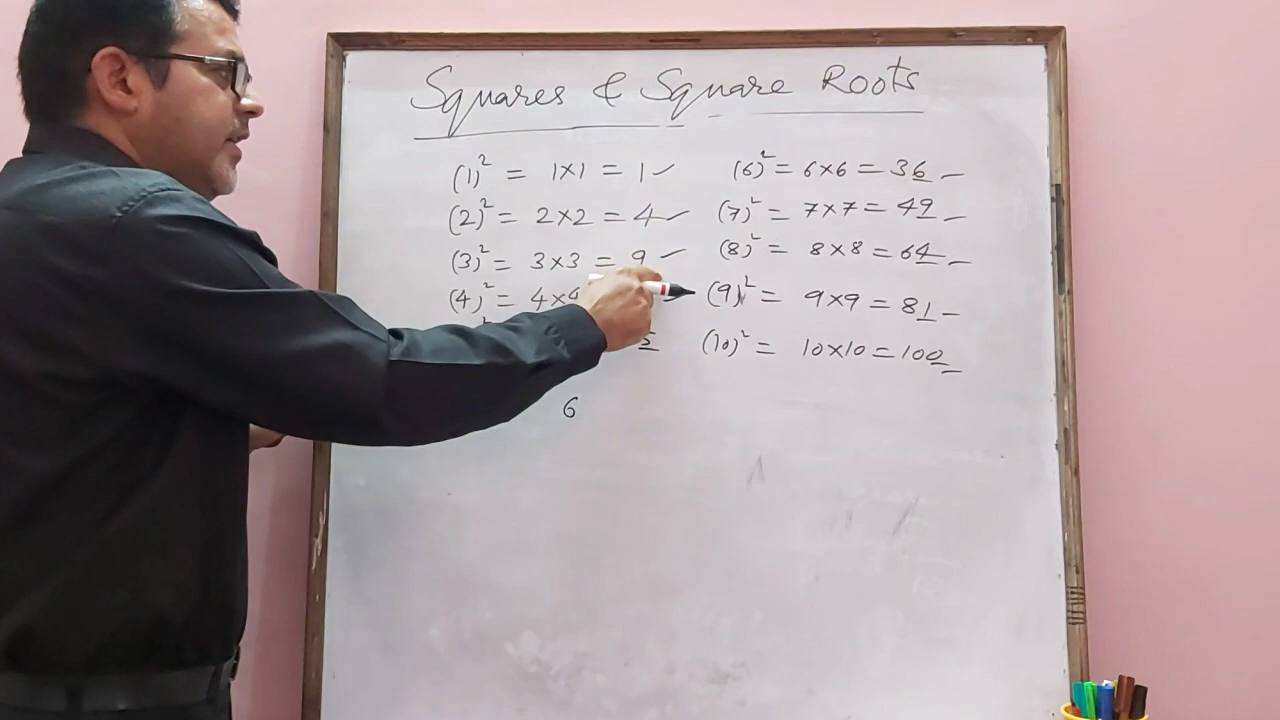 Squares & Square Roots
(1)² = 1×1 = 1 ✓
(2)² = 2×2 = 4 ✓
(3)² = 3×3 = 9 ✓
(4)² = 4×4
5
6
(6)² = 6×6 = 36 –
(7)² = 7×7 = 49 –
(8)² = 8×8 = 64 –
(9)² = 9×9 = 81 –
(10)² = 10×10 = 100